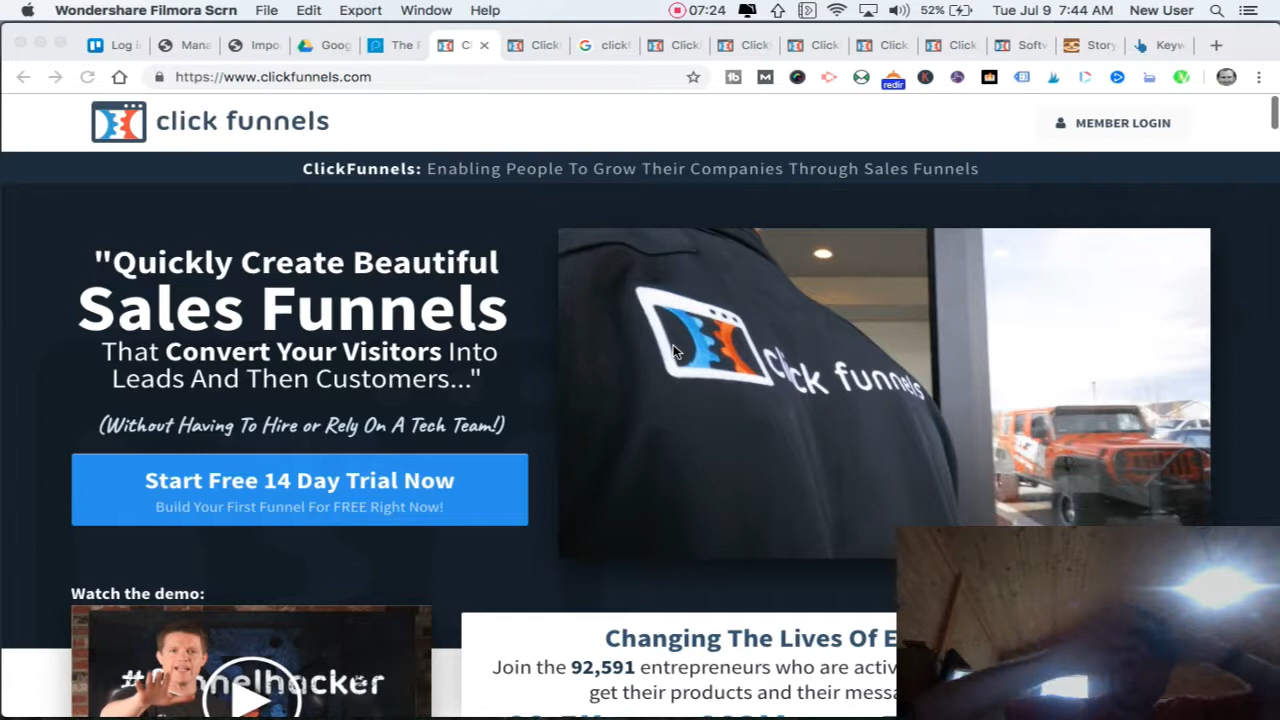 Wondershare Filmora Scrn File Edit Export Window Help 07:24 52% Tue Jul 9 7:44 AM New User
Log i Mana Impo Goog The F Cl Click click Click Click Click Click Click Softv Story Keyw
https://www.clickfunnels.com
redir
click funnels
MEMBER LOGIN
ClickFunnels: Enabling People To Grow Their Companies Through Sales Funnels
"Quickly Create Beautiful
Sales Funnels
That Convert Your Visitors Into
Leads And Then Customers..."
(Without Having To Hire or Rely On A Tech Team!)
Start Free 14 Day Trial Now
Build Your First Funnel For FREE Right Now!
click funnels
Watch the demo:
Changing The Lives Of E
Join the 92,591 entrepreneurs who are activ
get their products and their messa